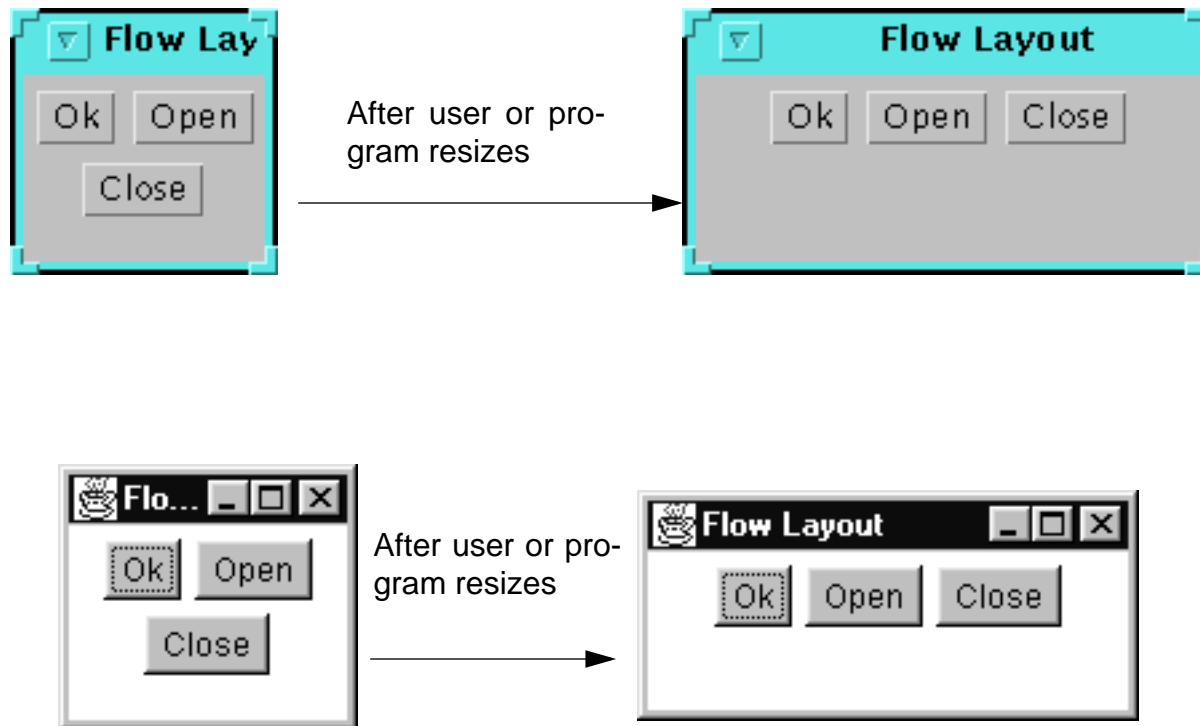 Flow Lay
Ok Open
Close
After user or pro-
gram resizes
Flow Layout
Ok Open Close
Flo...
Ok Open
Close
After user or pro-
gram resizes
Flow Layout
Ok Open Close